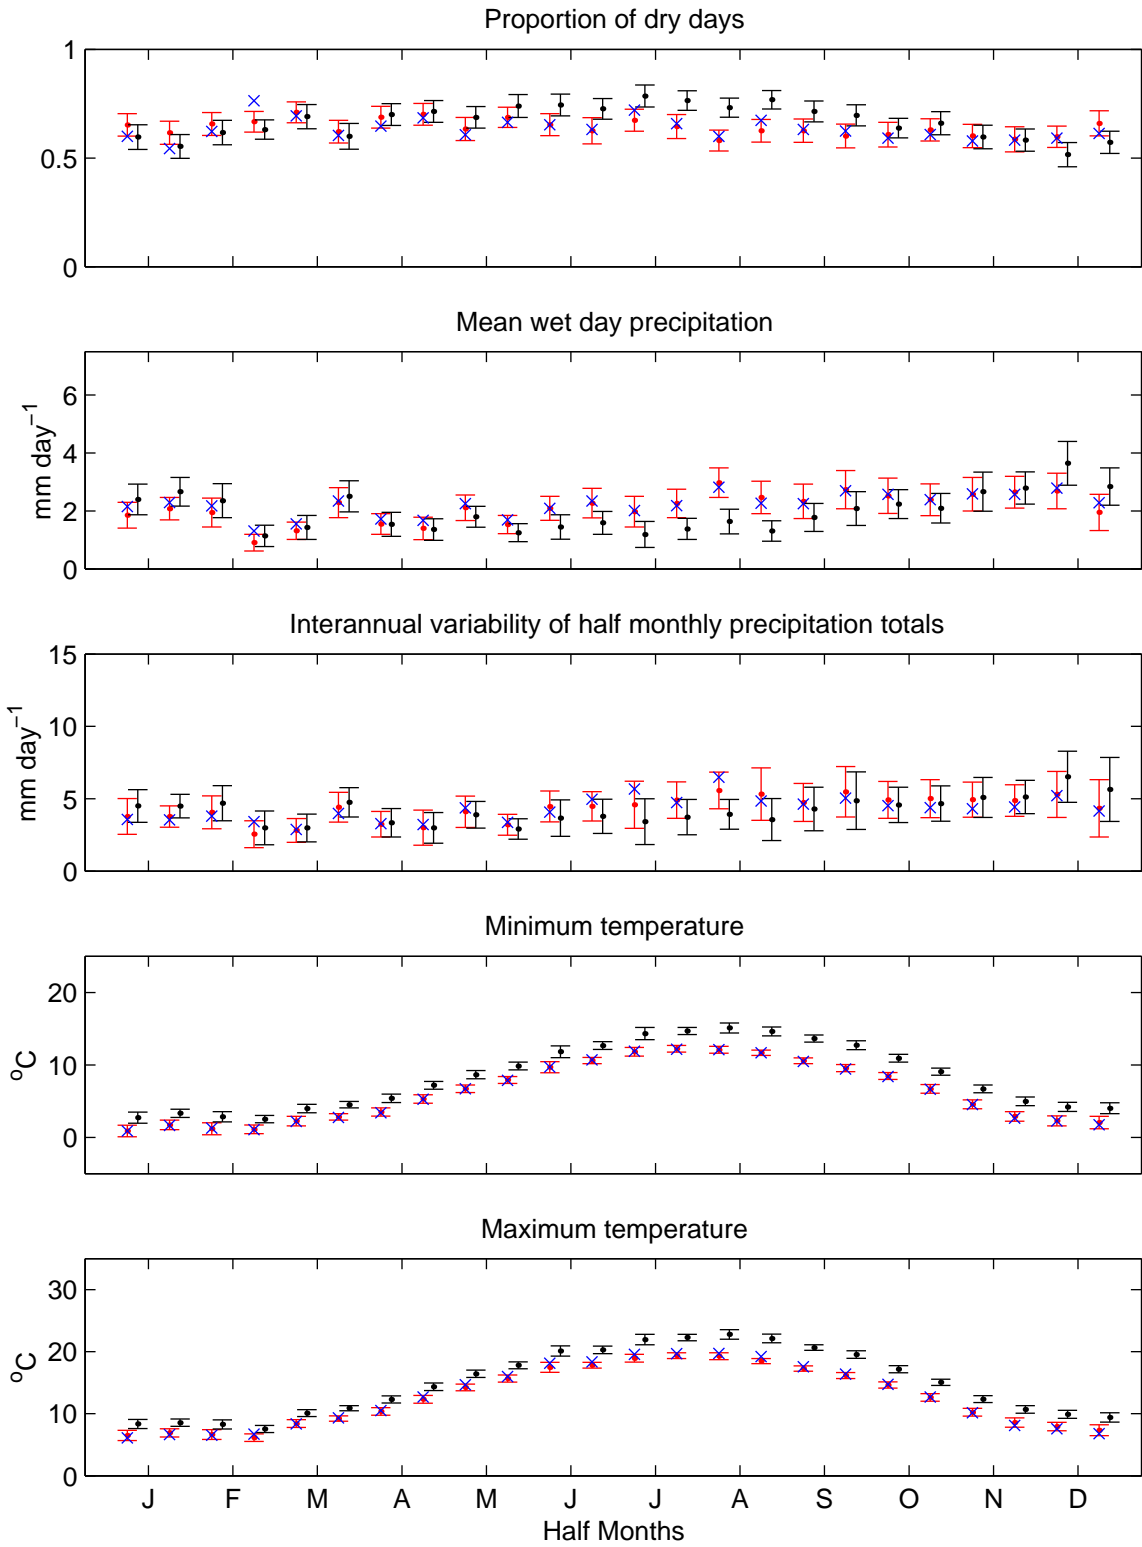 Proportion of dry days
1
0.5
0
Mean wet day precipitation
6
4
2
0
mm day⁻¹
Interannual variability of half monthly precipitation totals
15
10
5
0
mm day⁻¹
Minimum temperature
20
10
0
ºC
Maximum temperature
30
20
10
0
ºC
J F M A M J J A S O N D
Half Months